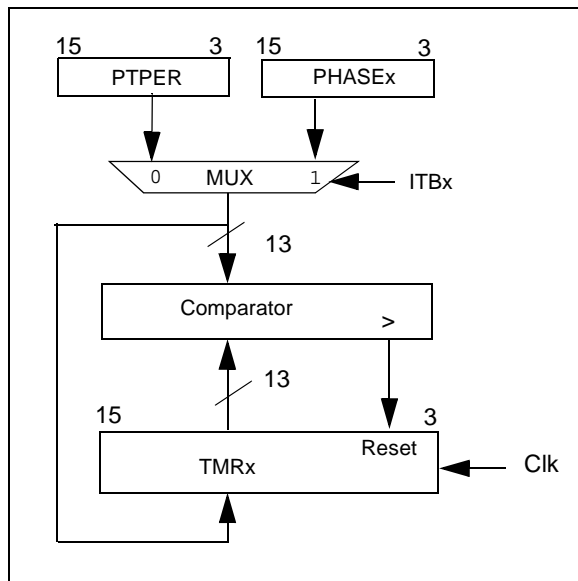 15 3 15 3
PTPER PHASEx
0 MUX 1 ITBx
13
Comparator
>
13
15 3
Reset
TMRx Clk